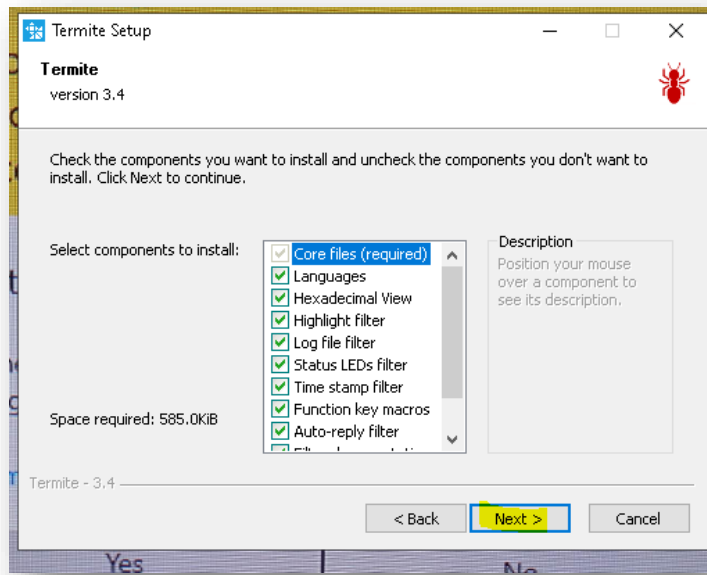 Termite Setup
Termite
version 3.4
Check the components you want to install and uncheck the components you don't want to
install. Click Next to continue.
Select components to install:
Core files (required)
Languages
Hexadecimal View
Highlight filter
Log file filter
Status LEDs filter
Time stamp filter
Function key macros
Auto-reply filter
Description
Position your mouse
over a component to
see its description.
Space required: 585.0KiB
Termite - 3.4
< Back
Next >
Cancel
Yes
No